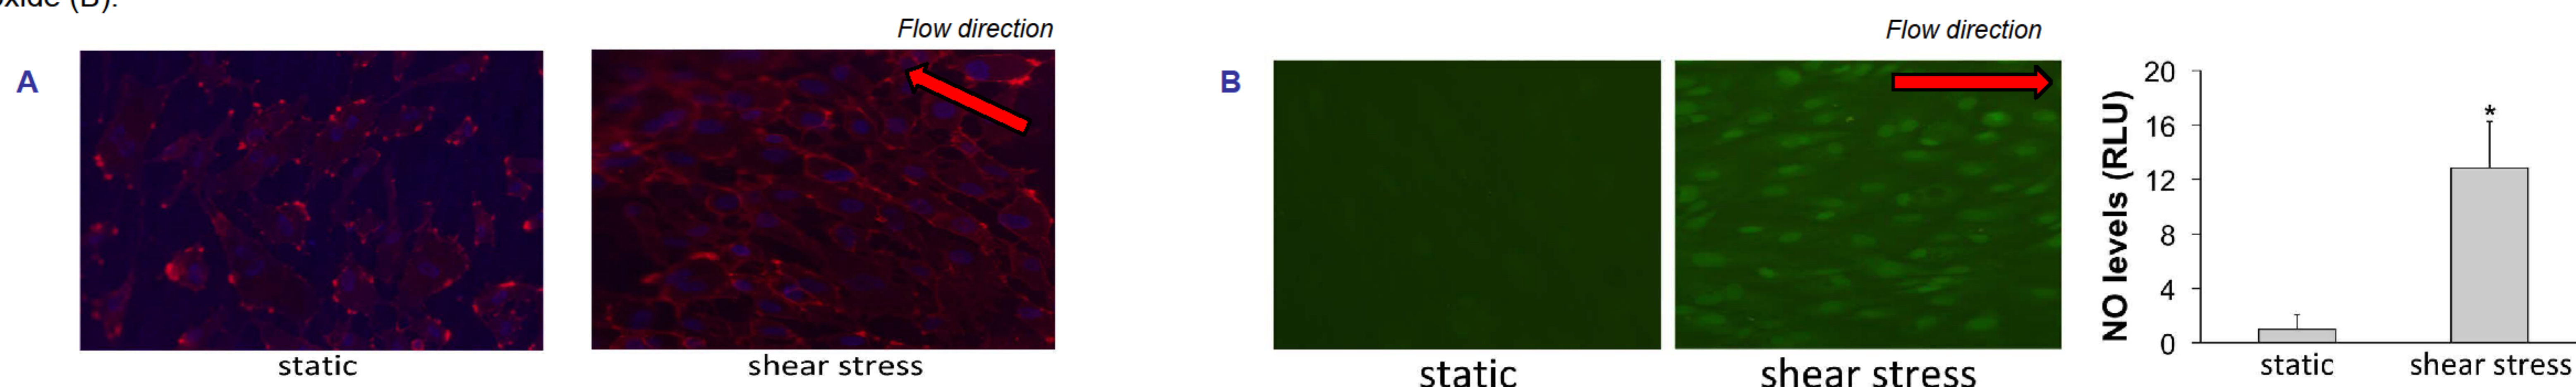 oxide (B).
Flow direction
A
static
shear stress
Flow direction
B
static
shear stress
NO levels (RLU)
20
16
12
8
4
0
*
static
shear stress